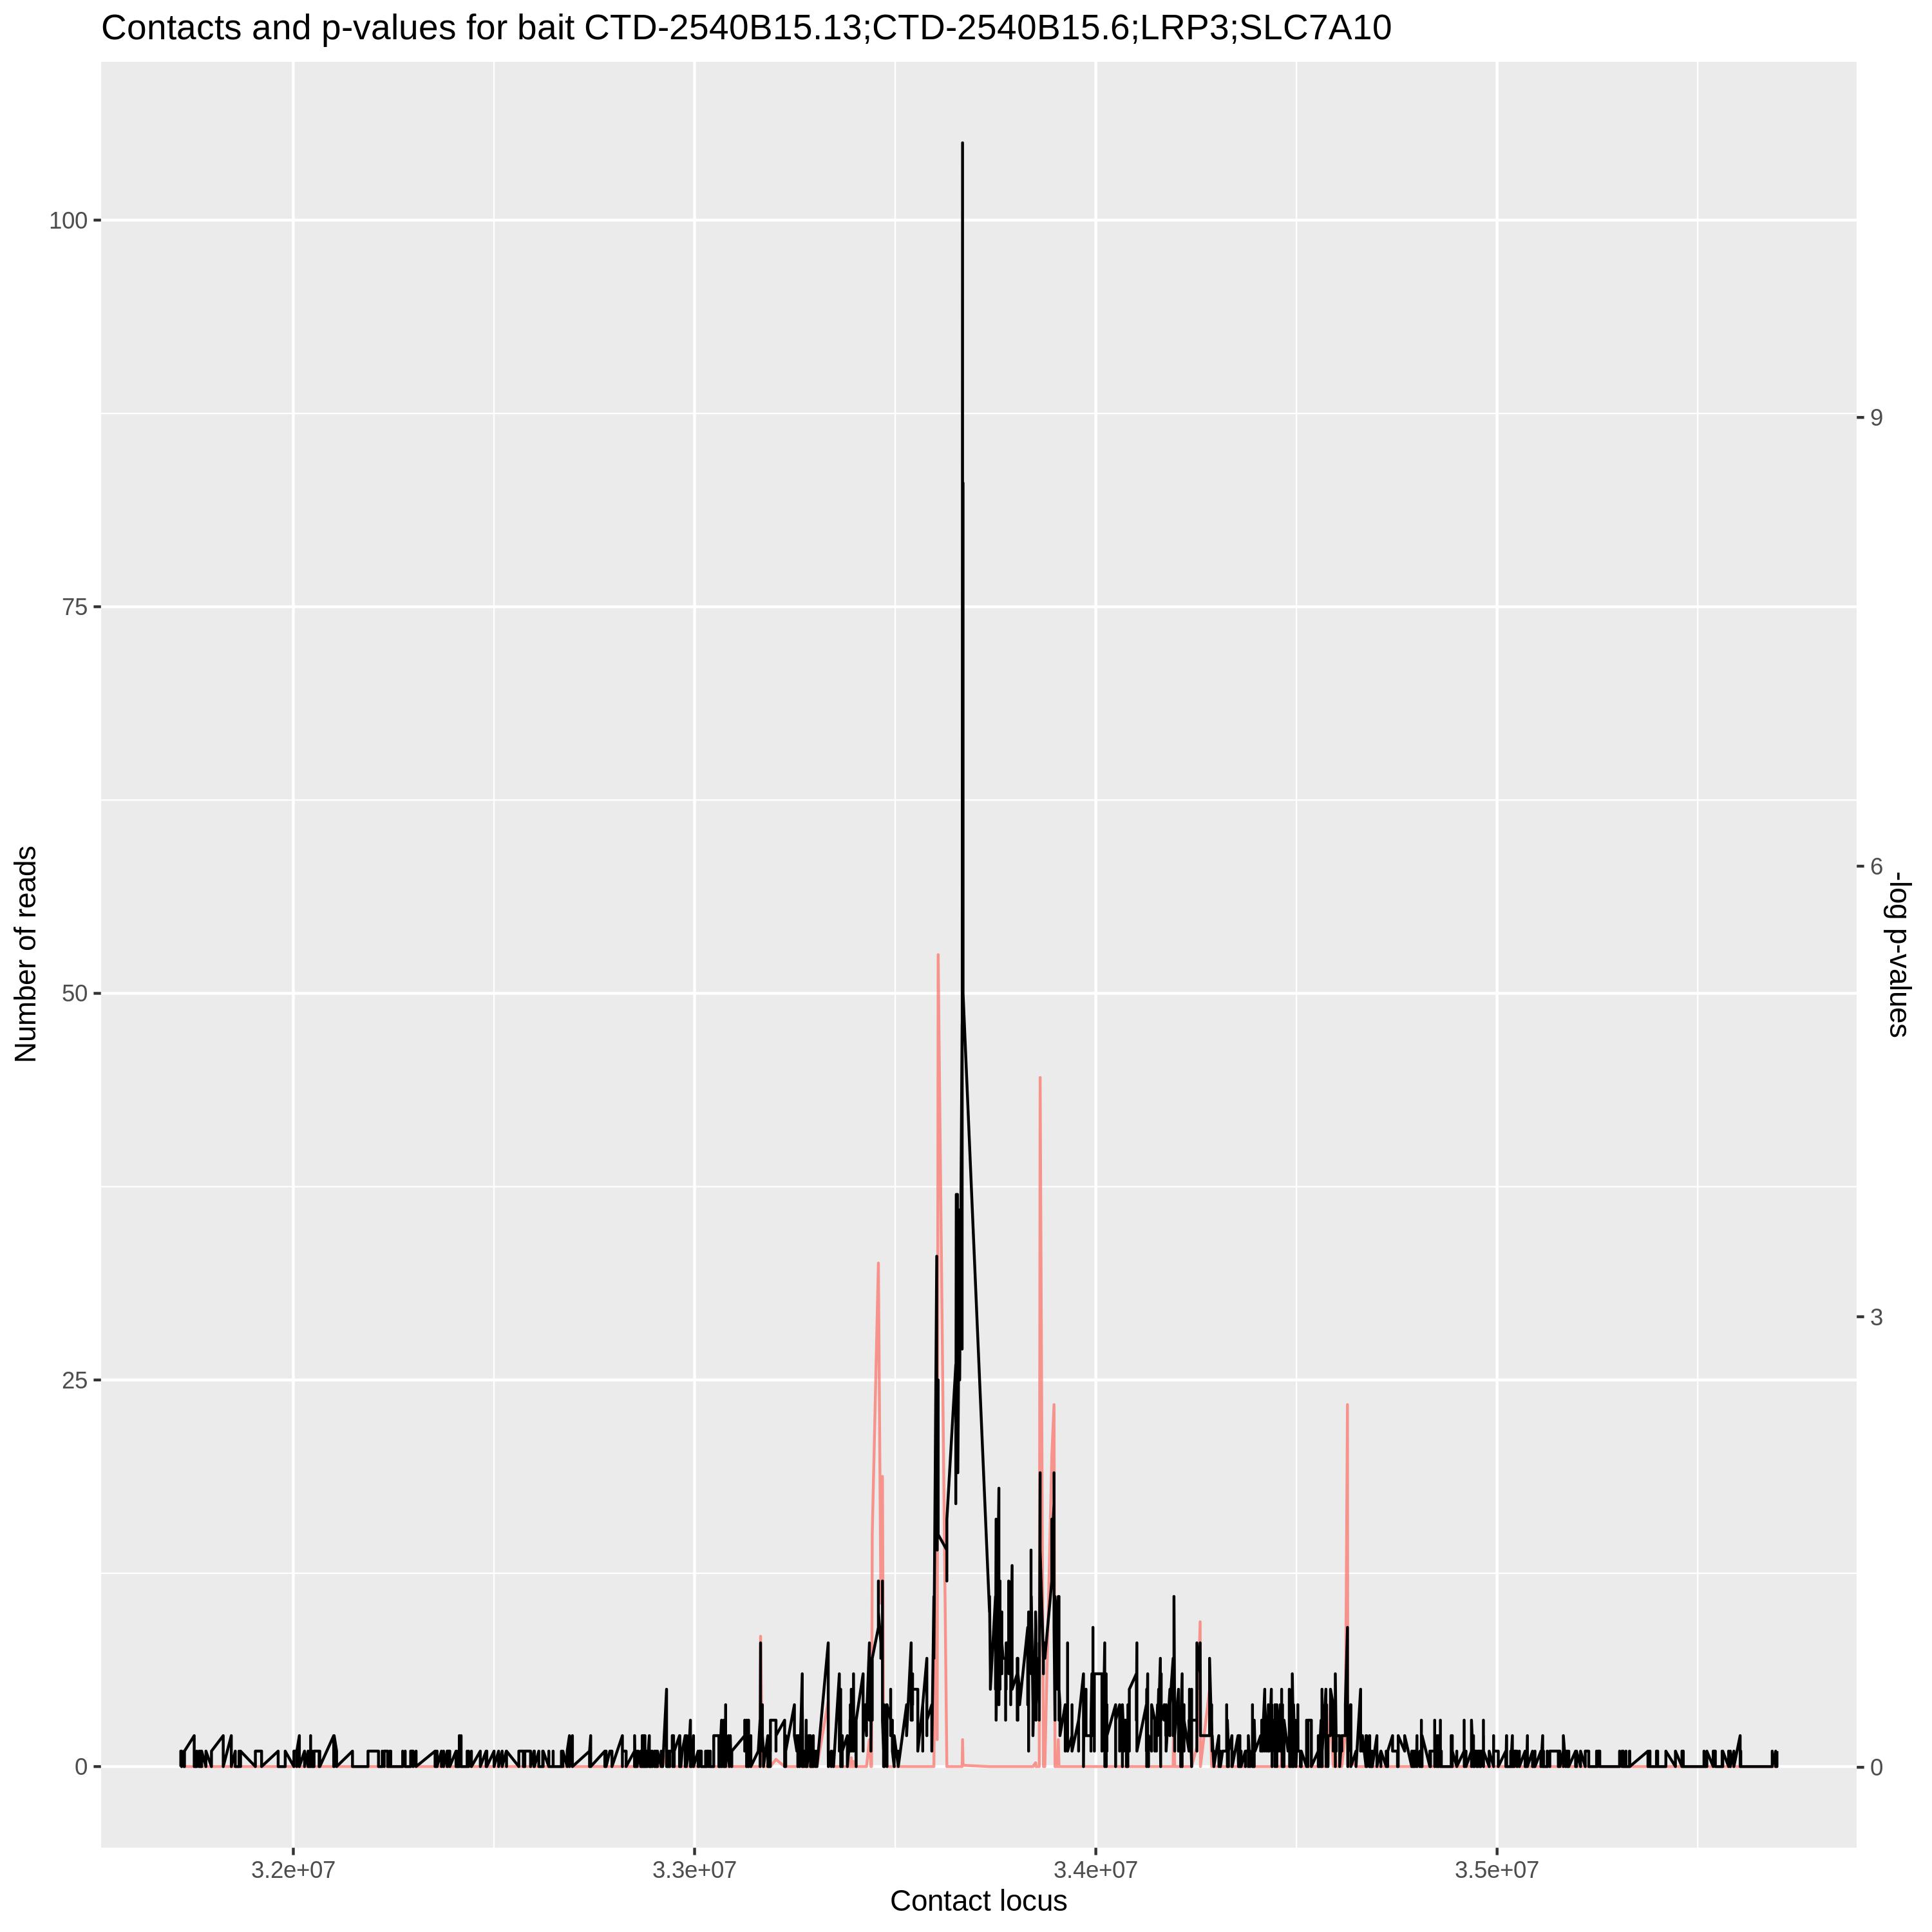 Contacts and p-values for bait CTD-2540B15.13;CTD-2540B15.6;LRP3;SLC7A10
100
75
50
25
0
Number of reads
9
6
3
0
-log p-values
3.2e+07
3.3e+07
3.4e+07
3.5e+07
Contact locus